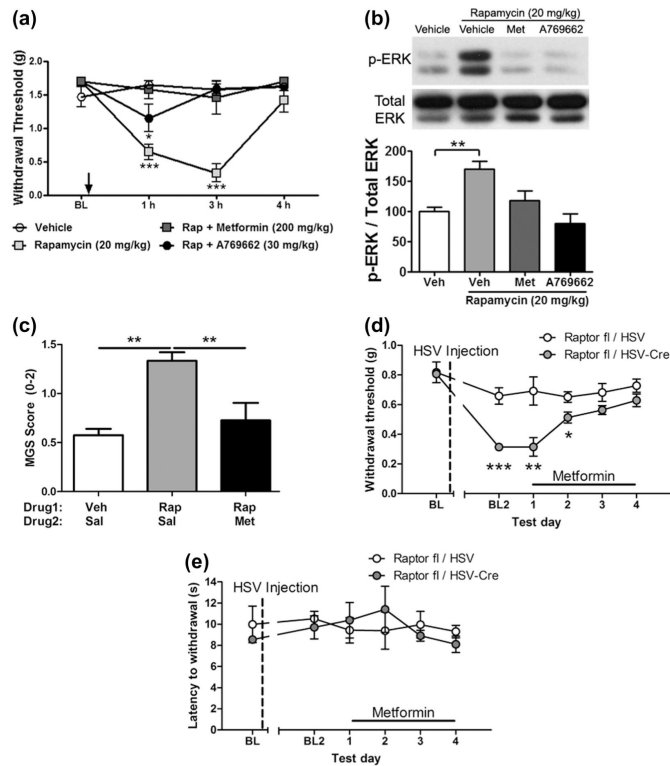 (a)
Withdrawal Threshold (g)
2.0
1.5
1.0
0.5
0.0
*
***
***
BL
1 h
3 h
4 h
Vehicle
Rap + Metformin (200 mg/kg)
Rapamycin (20 mg/kg)
Rap + A769662 (30 mg/kg)
(b)
Rapamycin (20 mg/kg)
Vehicle Vehicle Met A769662
p-ERK
Total
ERK
p-ERK / Total ERK
200
150
100
50
0
**
Veh
Veh
Met
A769662
Rapamycin (20 mg/kg)
(c)
MGS Score (0-2)
1.5
1.0
0.5
0.0
**
**
Drug1: Veh Rap Rap
Drug2: Sal Sal Met
(d)
Raptor fl / HSV
Raptor fl / HSV-Cre
HSV Injection
Withdrawal threshold (g)
1.0
0.8
0.6
0.4
0.2
0.0
***
**
*
Metformin
BL
BL2
1
2
3
4
Test day
(e)
Raptor fl / HSV
Raptor fl / HSV-Cre
HSV Injection
Latency to withdrawal (s)
14
12
10
8
6
4
2
0
Metformin
BL
BL2
1
2
3
4
Test day